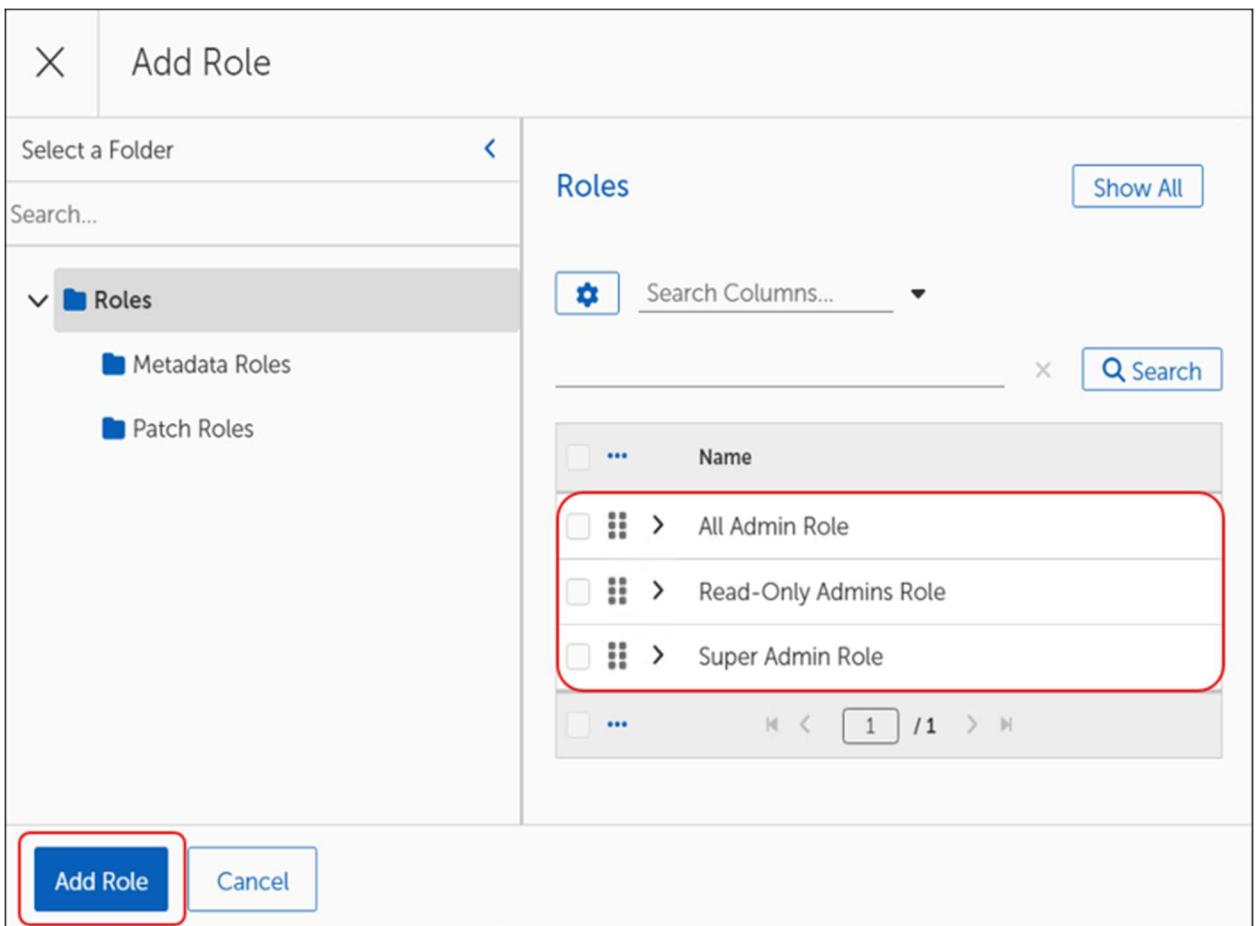 Add Role
Select a Folder
Search...
Roles
Metadata Roles
Patch Roles
Roles
Show All
Search Columns...
Search
Name
All Admin Role
Read-Only Admins Role
Super Admin Role
1 / 1
Add Role
Cancel